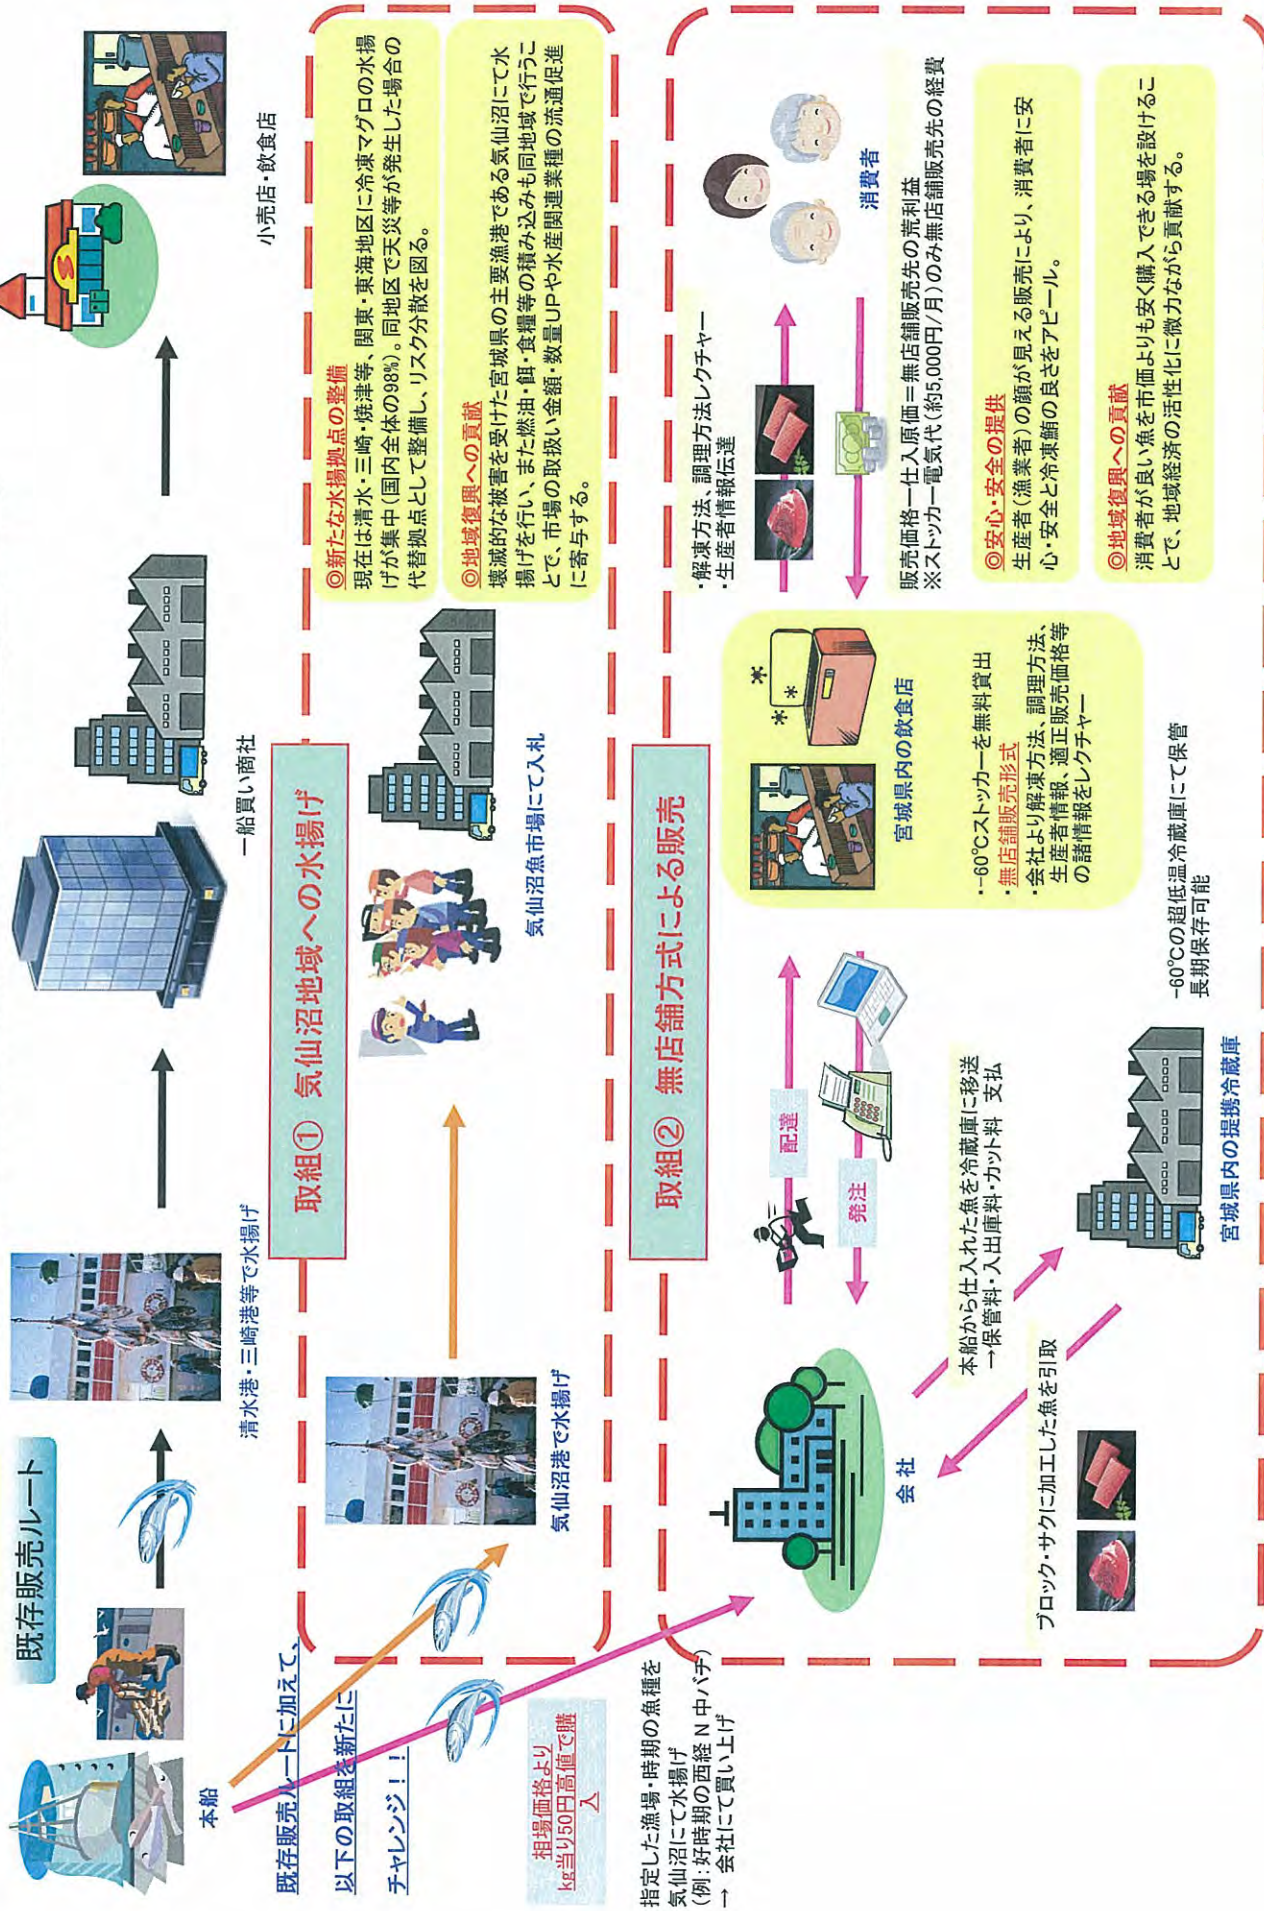 既存販売ルート
本船
清水港・三崎港等で水揚げ
一船買い商社
小売店・飲食店
既存販売ルートに加えて、
以下の取組を新たに
チャレンジ！！
取組① 気仙沼地域への水揚げ
気仙沼港で水揚げ
気仙沼魚市場にて入札
◎新たな水揚拠点の整備
現在は清水・三崎・焼津等、関東・東海地区に冷凍マグロの水揚
げが集中（国内全体の98%）。同地区で天災等が発生した場合の
代替拠点として整備し、リスク分散を図る。
◎地域復興への貢献
壊滅的な被害を受けた宮城県の主要漁港である気仙沼にて水
揚げを行い、また燃油・餌・食糧等の積み込みも同地域で行うこ
とで、市場の取扱い金額・数量UPや水産関連業種の流通促進
に寄与する。
相場価格より
kg当り50円高値で購
入
指定した漁場・時期の魚種を
気仙沼にて水揚げ
（例：好時期の西経 N 中バチ）
→ 会社にて買い上げ
取組② 無店舗方式による販売
会社
配達
発注
本船から仕入れた魚を冷蔵庫に移送
→保管料・入出庫料・カット料 支払
ブロック・サクに加工した魚を引取
宮城県内の提携冷蔵庫
-60℃の超低温冷蔵庫にて保管
長期保存可能
宮城県内の飲食店
・-60℃ストッカーを無料貸出
・無店舗販売形式
・会社より解凍方法、調理方法、
生産者情報、適正販売価格等
の諸情報をレクチャー
・解凍方法、調理方法レクチャー
・生産者情報伝達
消費者
販売価格－仕入原価＝無店舗販売先の荒利益
※ストッカー電気代（約5,000円/月）のみ無店舗販売先の経費
◎安心・安全の提供
生産者（漁業者）の顔が見える販売により、消費者に安
心・安全と冷凍鮪の良さをアピール。
◎地域復興への貢献
消費者が良い魚を市価よりも安く購入できる場を設けるこ
とで、地域経済の活性化に微力ながら貢献する。